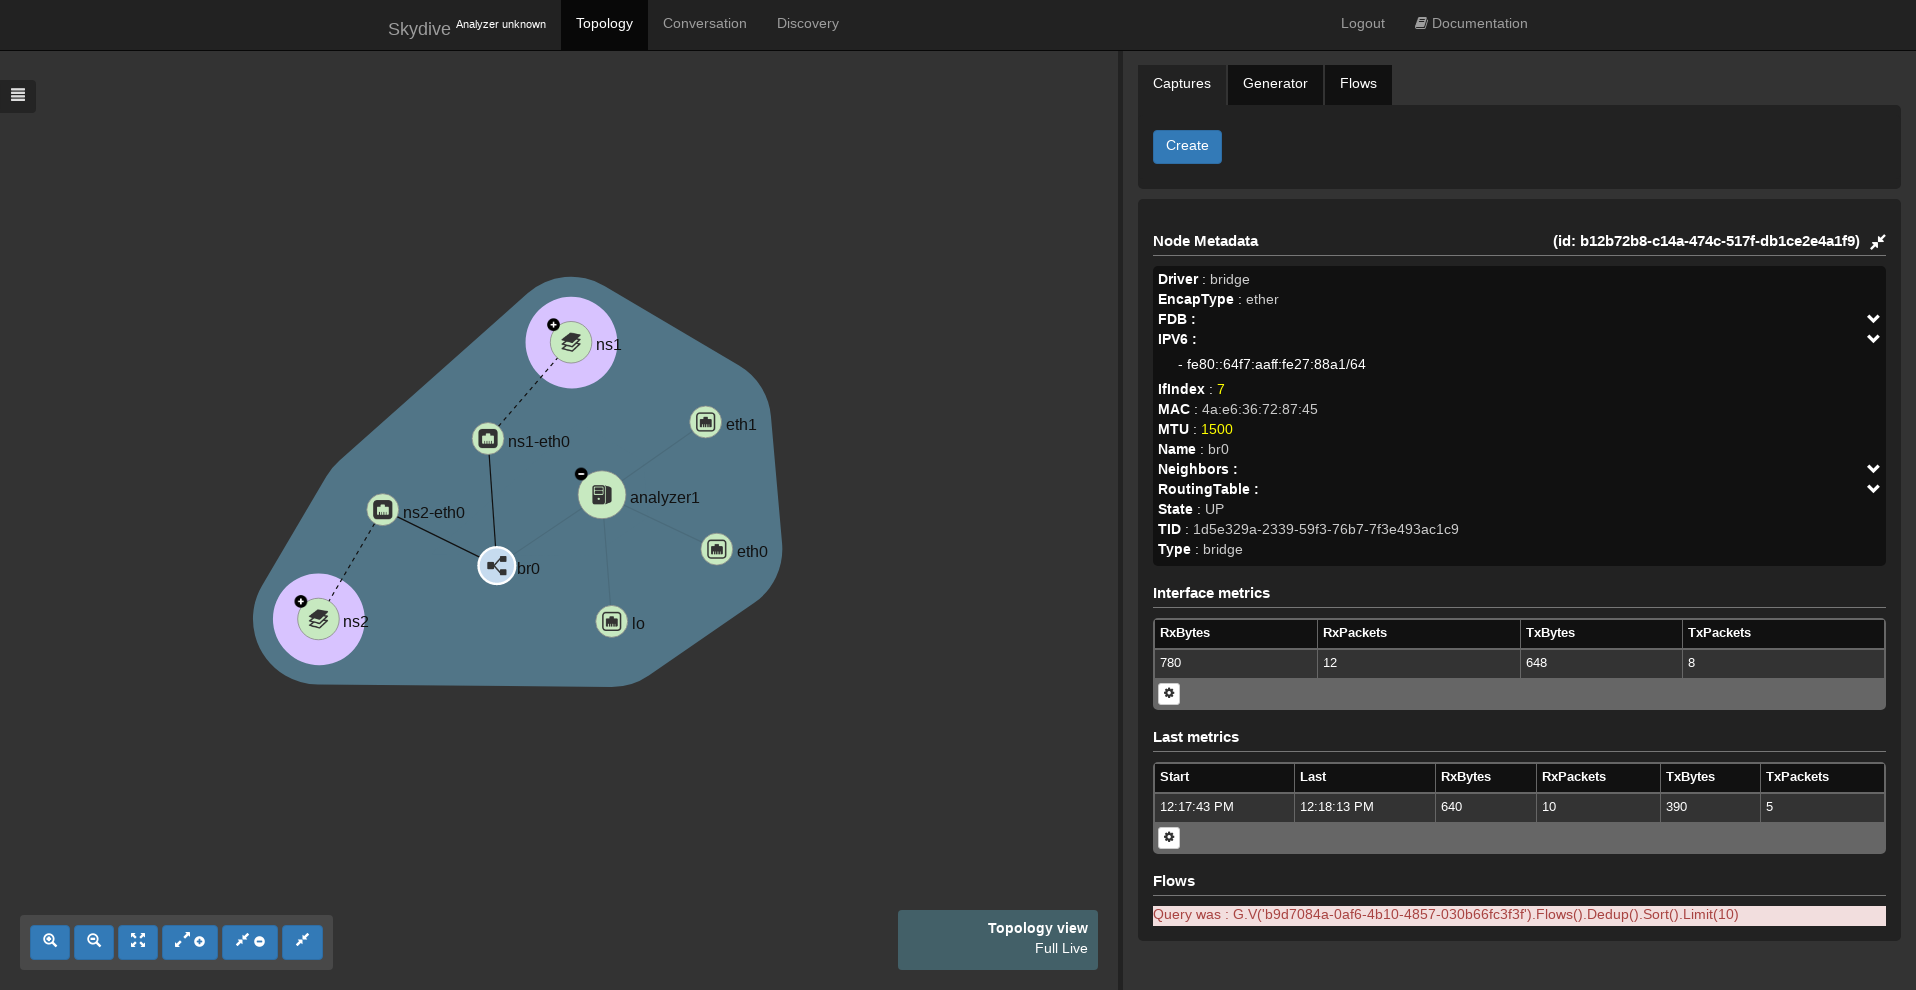 Skydive Analyzer unknown Topology Conversation Discovery Logout Documentation
Captures Generator Flows
Create
Node Metadata (id: b12b72b8-c14a-474c-517f-db1ce2e4a1f9)
Driver : bridge
EncapType : ether
FDB :
IPV6 :
- fe80::64f7:aaff:fe27:88a1/64
IfIndex : 7
MAC : 4a:e6:36:72:87:45
MTU : 1500
Name : br0
Neighbors :
RoutingTable :
State : UP
TID : 1d5e329a-2339-59f3-76b7-7f3e493ac1c9
Type : bridge
Interface metrics
RxBytes RxPackets TxBytes TxPackets
780 12 648 8
Last metrics
Start Last RxBytes RxPackets TxBytes TxPackets
12:17:43 PM 12:18:13 PM 640 10 390 5
Flows
Query was : G.V('b9d7084a-0af6-4b10-4857-030b66fc3f3f').Flows().Dedup().Sort().Limit(10)
ns1
eth1
ns1-eth0
analyzer1
ns2-eth0
eth0
br0
ns2
lo
Topology view
Full Live